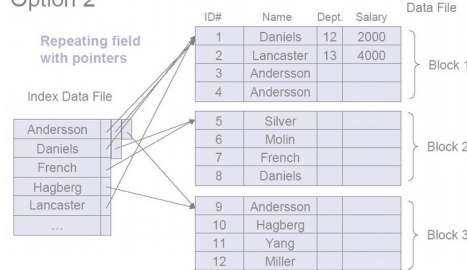 Option 2
Data File
ID# Name Dept. Salary
Repeating field
with pointers
Index Data File
Andersson
Daniels
French
Hagberg
Lancaster
...
1 Daniels 12 2000
2 Lancaster 13 4000
3 Andersson
4 Andersson
Block 1
5 Silver
6 Molin
7 French
8 Daniels
Block 2
9 Andersson
10 Hagberg
11 Yang
12 Miller
Block 3